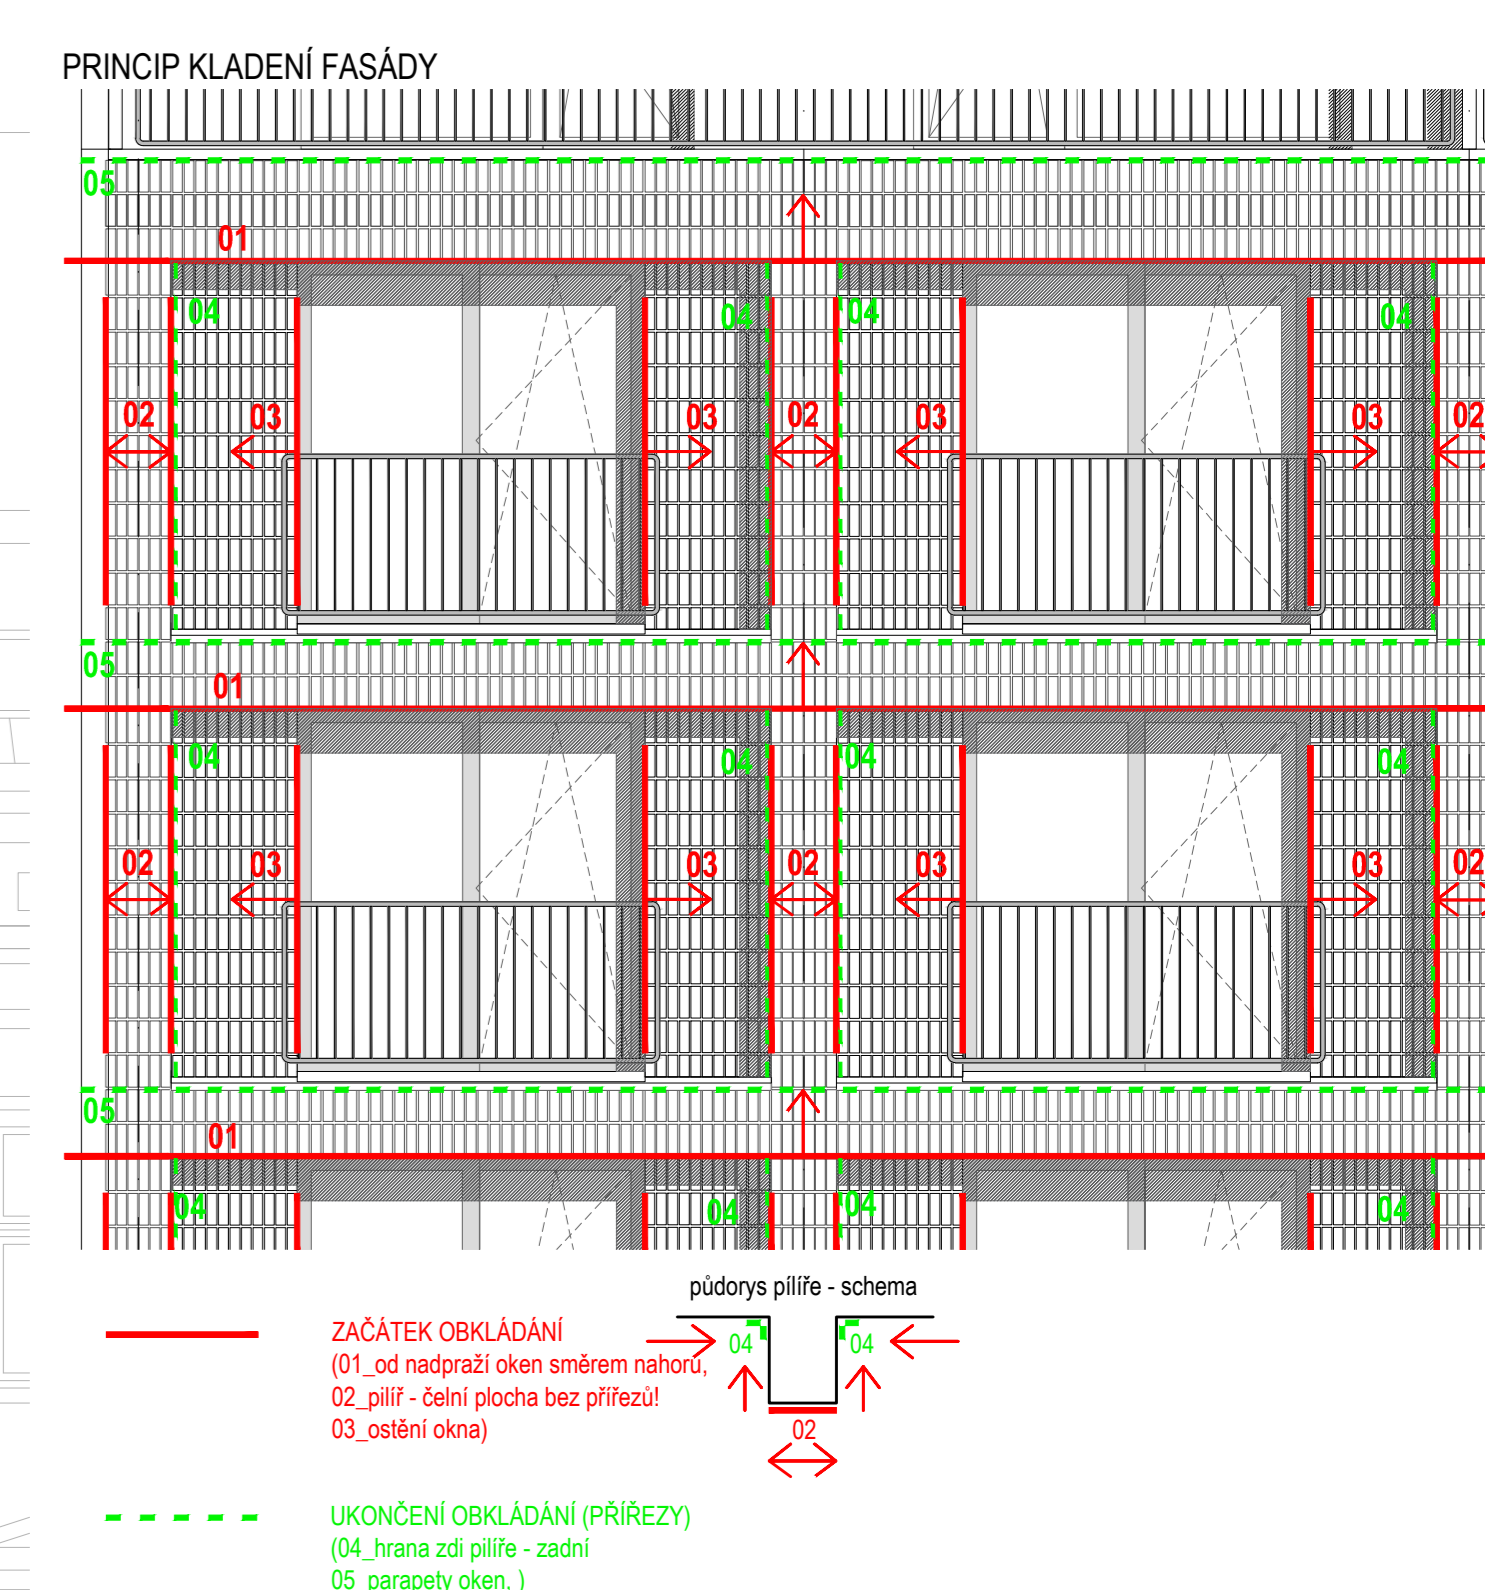 PRINCIP KLADENÍ FASÁDY
05
01
04 04 04 04
02 03 03 02 03 03 02
05
01
04 04 04 04
02 03 03 02 03 03 02
05
01
04 04 04 04
půdorys pílíře - schema
ZAČÁTEK OBKLÁDÁNÍ
(01_od nadpraží oken směrem nahorů,
02_pilíř - čelní plocha bez přířezů!
03_ostění okna)
04 04
02
UKONČENÍ OBKLÁDÁNÍ (PŘÍŘEZY)
(04_hrana zdi pilíře - zadní
05_parapety oken, )